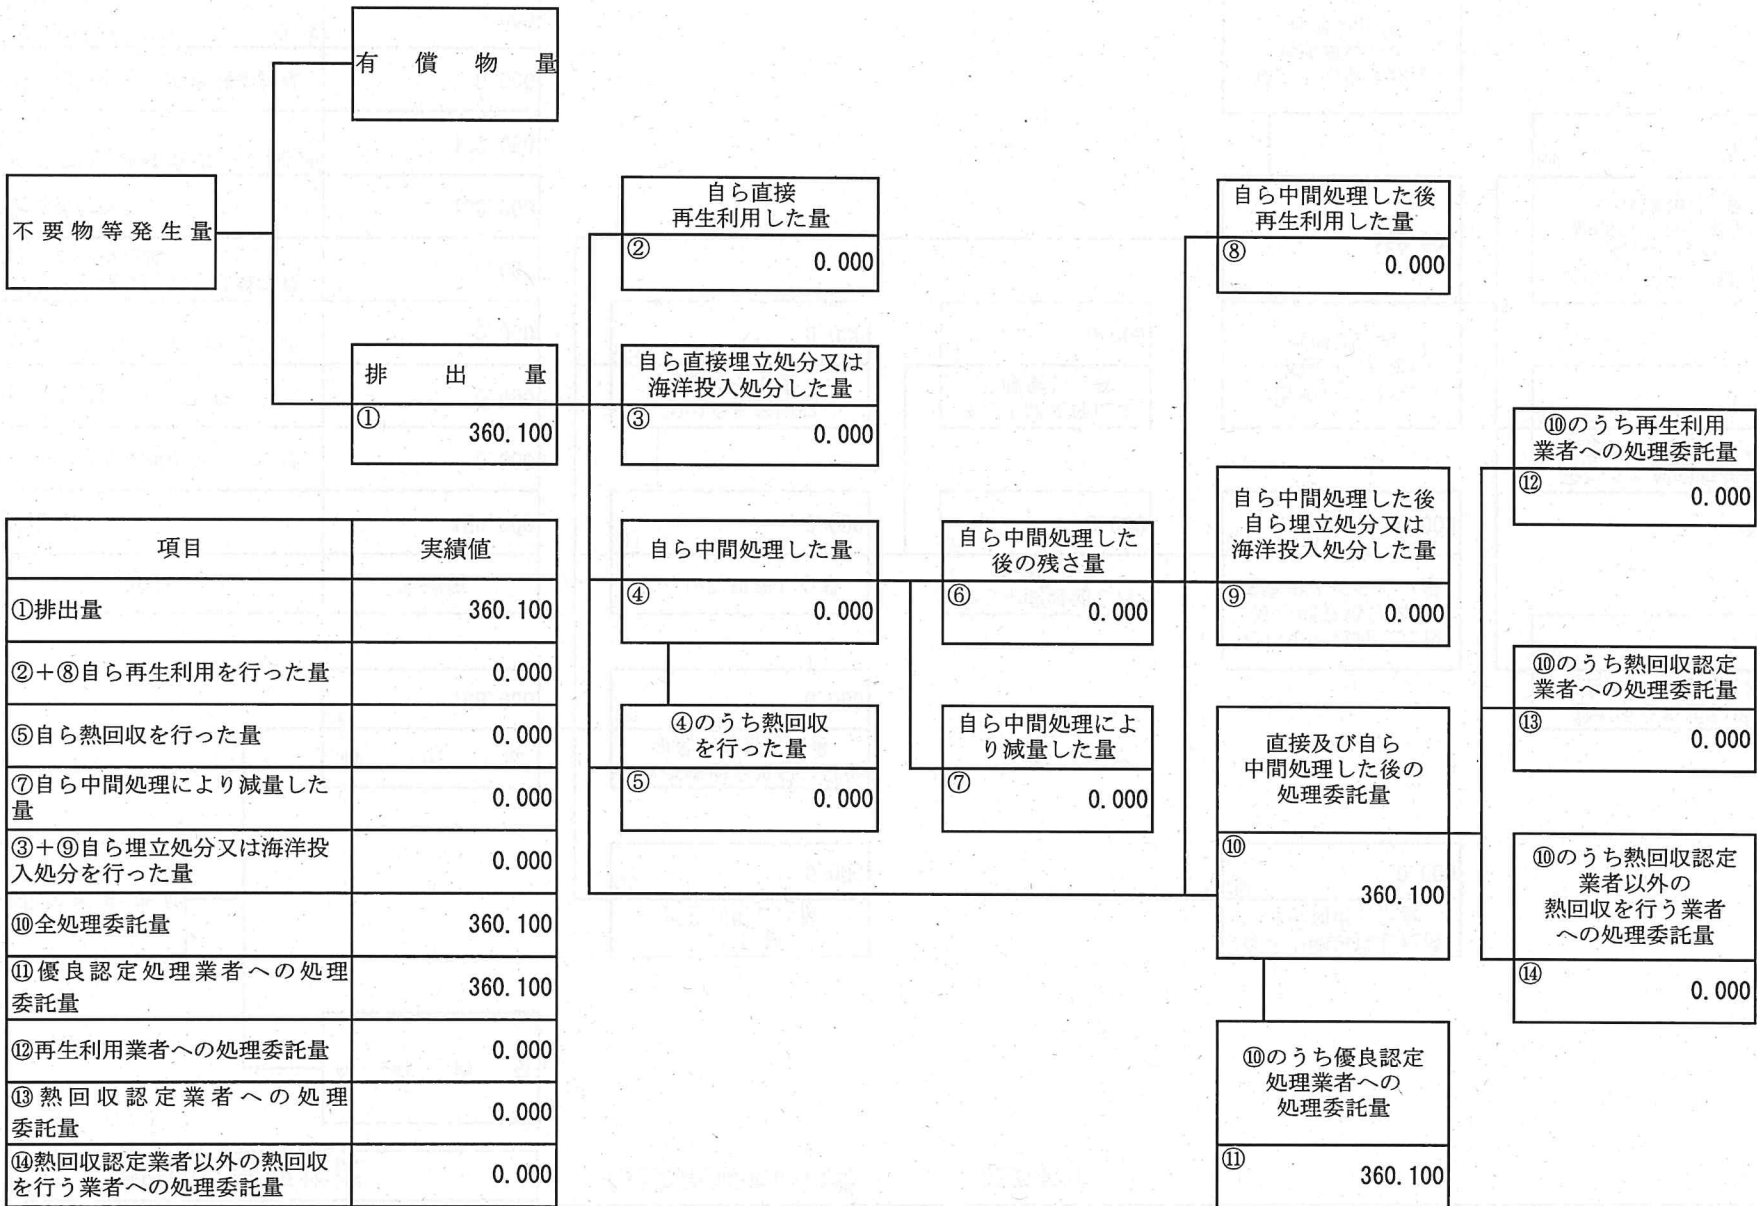 有償物量
不要物等発生量
排出量
① 360.100
自ら直接
再生利用した量
② 0.000
自ら直接埋立処分又は
海洋投入処分した量
③ 0.000
自ら中間処理した量
④ 0.000
④のうち熱回収
を行った量
⑤ 0.000
自ら中間処理した
後の残さ量
⑥ 0.000
自ら中間処理によ
り減量した量
⑦ 0.000
自ら中間処理した後
再生利用した量
⑧ 0.000
自ら中間処理した後
自ら埋立処分又は
海洋投入処分した量
⑨ 0.000
直接及び自ら
中間処理した後の
処理委託量
⑩
360.100
⑩のうち優良認定
処理業者への
処理委託量
⑪ 360.100
⑩のうち再生利用
業者への処理委託量
⑫ 0.000
⑩のうち熱回収認定
業者への処理委託量
⑬ 0.000
⑩のうち熱回収認定
業者以外の
熱回収を行う業者
への処理委託量
⑭ 0.000
項目 実績値
①排出量 360.100
②+⑧自ら再生利用を行った量 0.000
⑤自ら熱回収を行った量 0.000
⑦自ら中間処理により減量した
量 0.000
③+⑨自ら埋立処分又は海洋投
入処分を行った量 0.000
⑩全処理委託量 360.100
⑪優良認定処理業者への処理
委託量 360.100
⑫再生利用業者への処理委託量 0.000
⑬熱回収認定業者への処理
委託量 0.000
⑭熱回収認定業者以外の熱回収
を行う業者への処理委託量 0.000